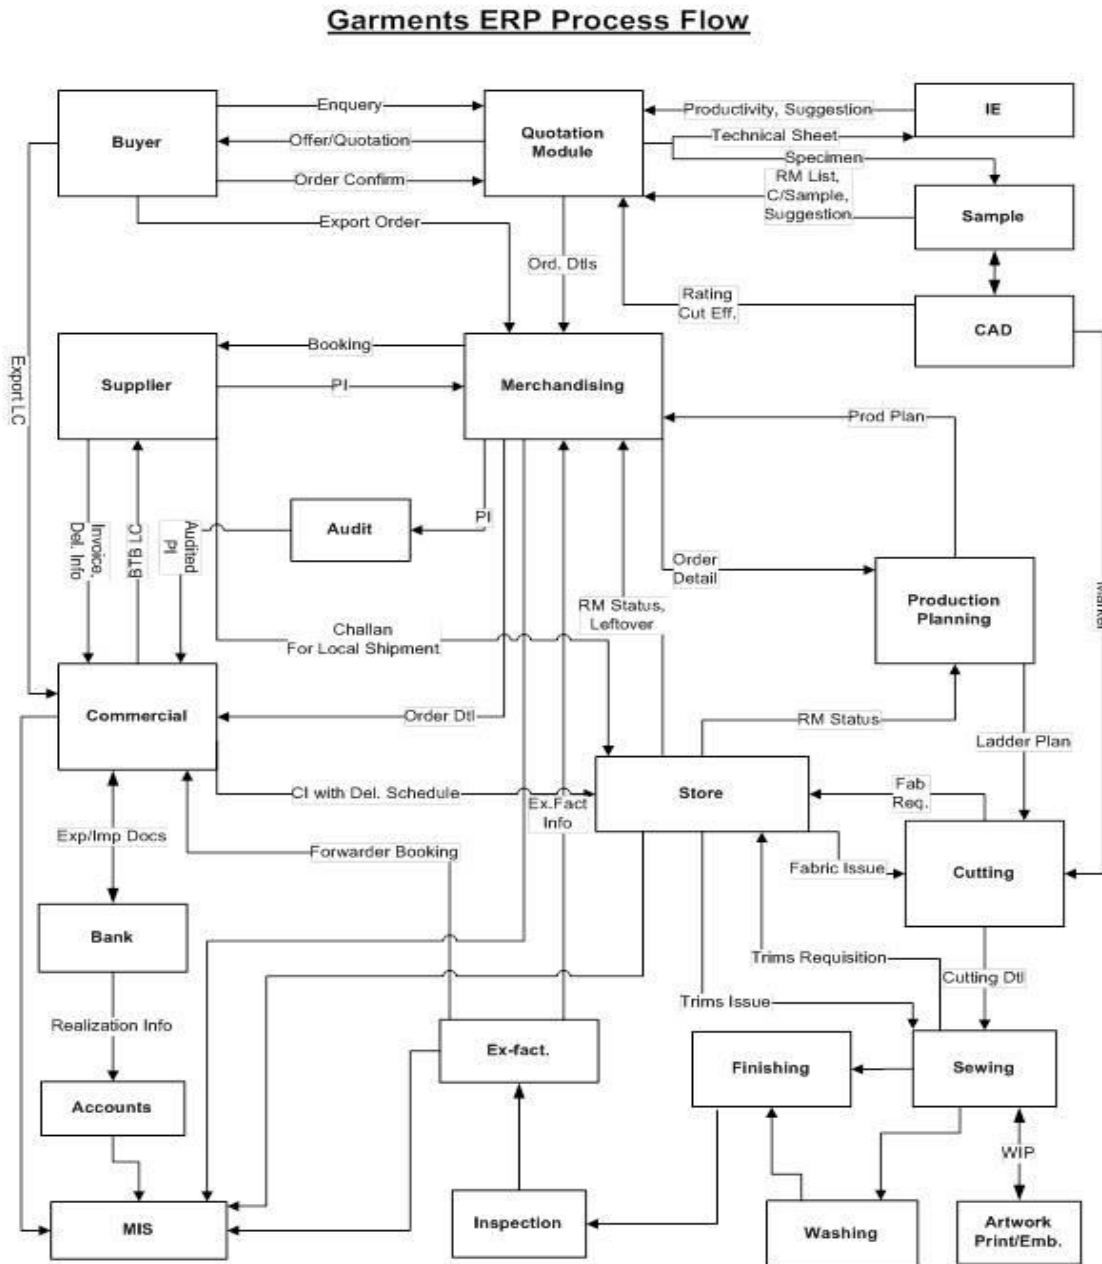 Garments ERP Process Flow
Buyer
Enquery
Offer/Quotation
Order Confirm
Quotation
Module
Productivity, Suggestion
IE
Technical Sheet
Specimen
RM List,
C/Sample,
Suggestion
Sample
Export Order
Ord. Dtls
Rating
Cut Eff.
CAD
Export LC
Supplier
Booking
PI
Merchandising
Prod Plan
Invoice,
Del. Info
BTB LC
Audited
PI
Audit
PI
Order
Detail
RM Status,
Leftover
Production
Planning
Marker
Challan
For Local Shipment
Commercial
Order Dtl
RM Status
Ladder Plan
CI with Del. Schedule
Ex.Fact
Info
Store
Fab
Req.
Exp/Imp Docs
Forwarder Booking
Fabric Issue
Cutting
Bank
Trims Requisition
Cutting Dtl
Trims Issue
Realization Info
Ex-fact.
Finishing
Sewing
Accounts
WIP
MIS
Inspection
Washing
Artwork
Print/Emb.